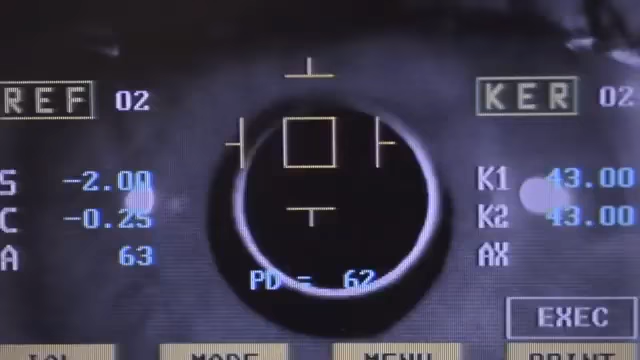 REF 02 KER 02
S -2.00 K1 43.00
C -0.25 K2 43.00
A 63 AX
PD = 62
EXEC
MODE MENU PRINT